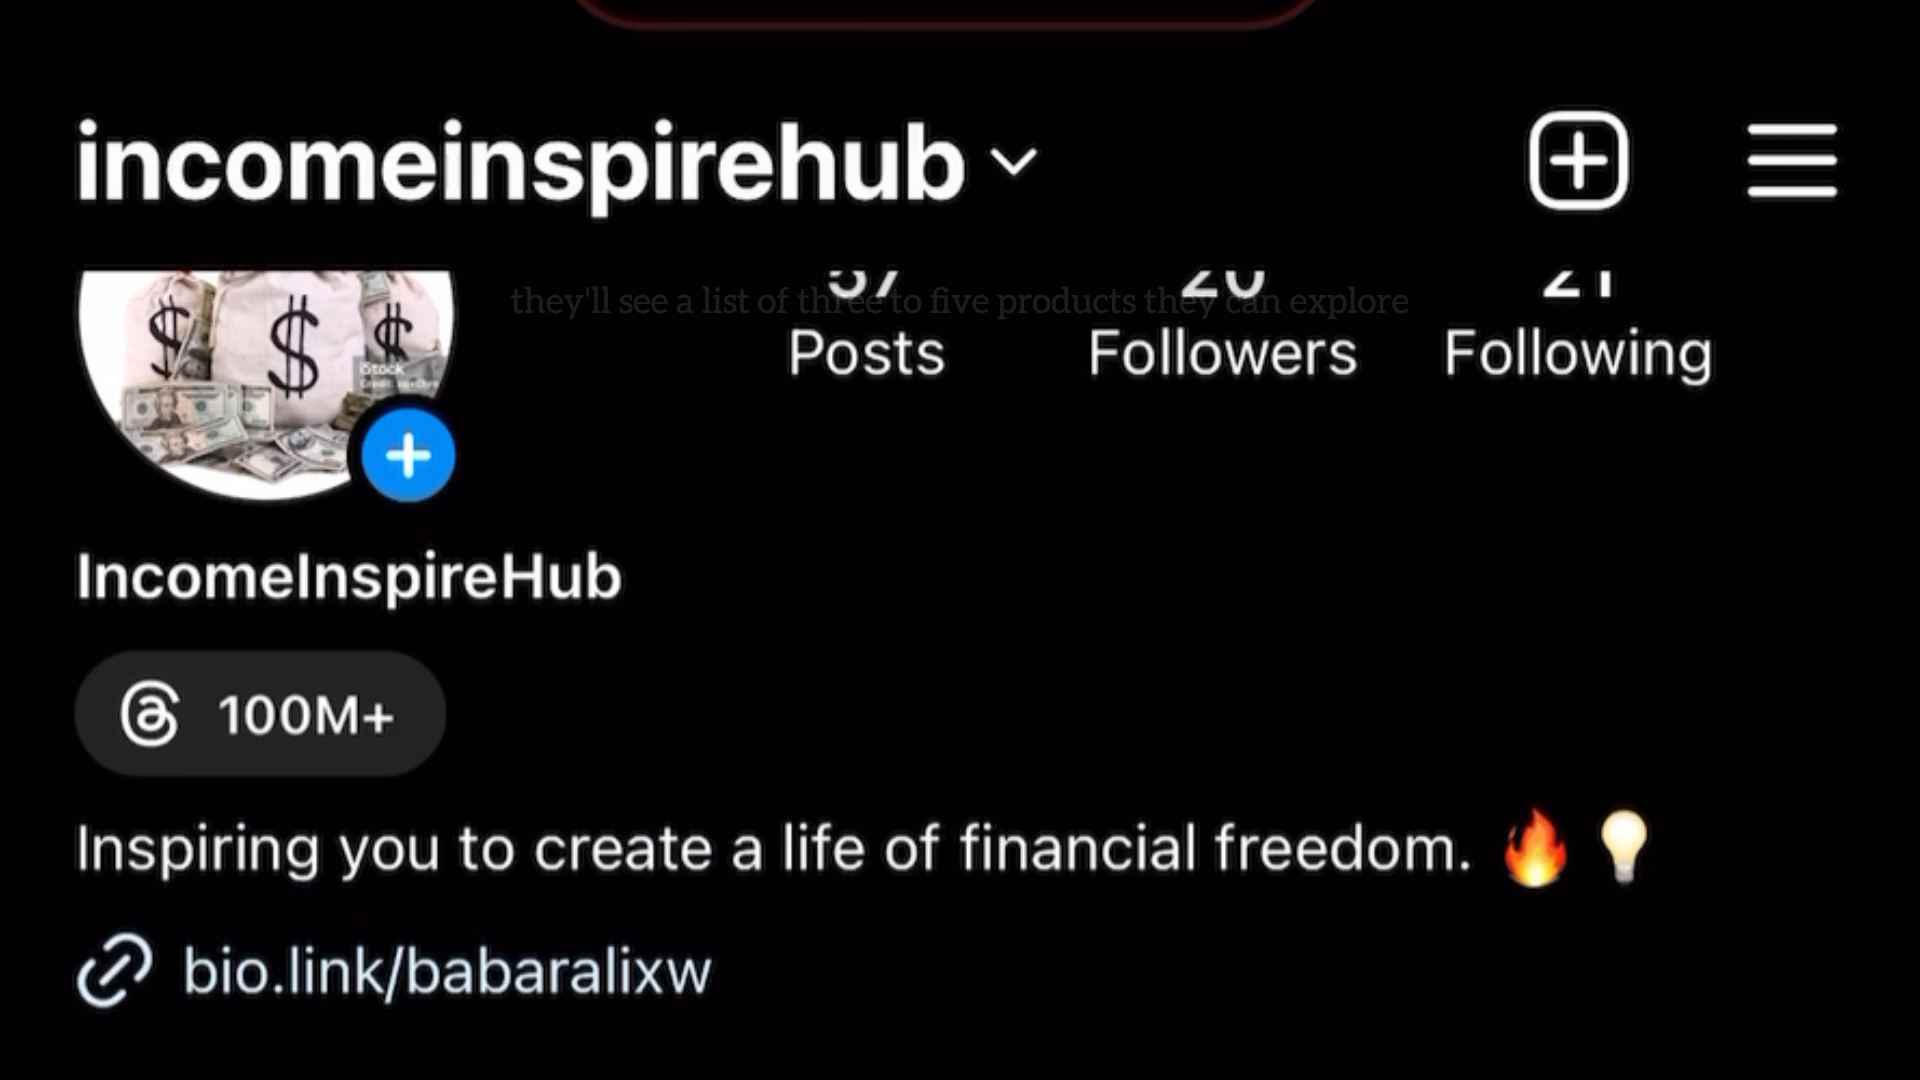 incomeinspirehub
they'll see a list of three to five products they can explore
Posts Followers Following
iStock
IncomeInspireHub
100M+
Inspiring you to create a life of financial freedom. 🔥 💡
bio.link/babaralixw